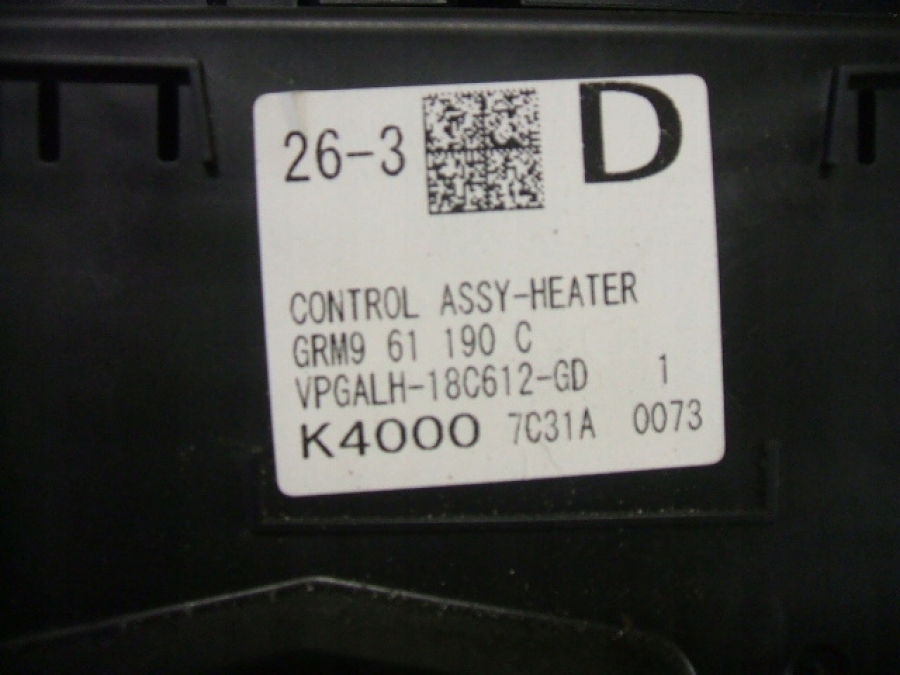 26-3 D
CONTROL ASSY-HEATER
GRM9 61 190 C
VPGALH-18C612-GD 1
K4000 7C31A 0073